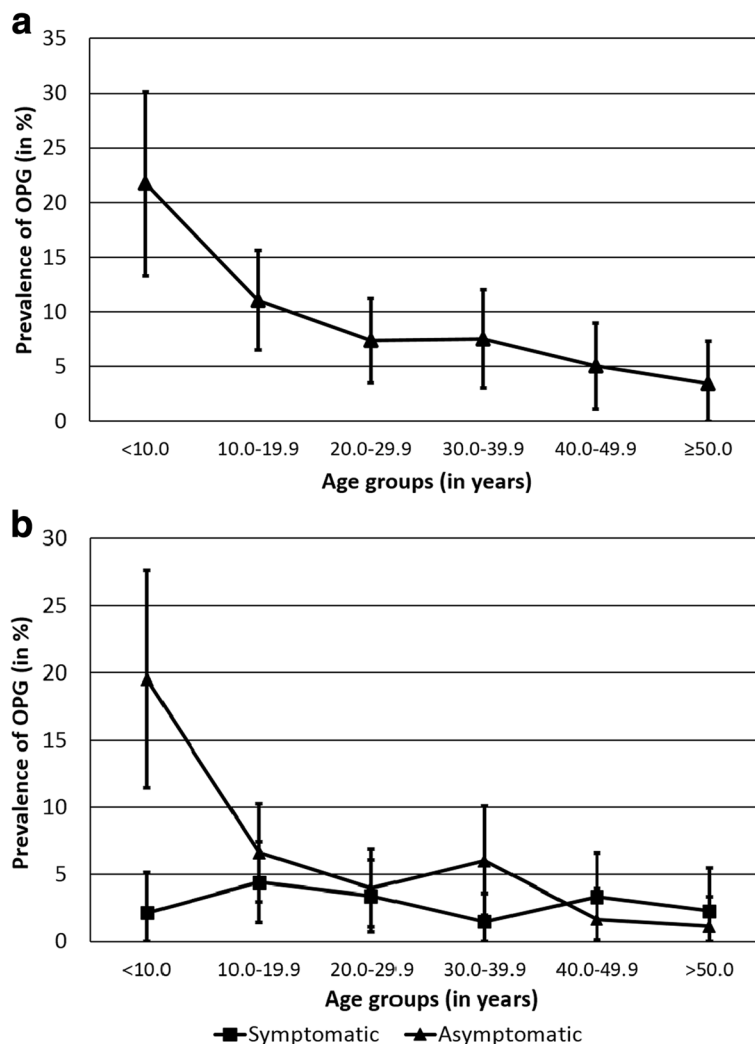 a
35
30
25
20
15
10
5
0
Prevalence of OPG (in %)
<10.0 10.0-19.9 20.0-29.9 30.0-39.9 40.0-49.9 ≥50.0
Age groups (in years)
b
30
25
20
15
10
5
0
Prevalence of OPG (in %)
<10.0 10.0-19.9 20.0-29.9 30.0-39.9 40.0-49.9 >50.0
Age groups (in years)
Symptomatic Asymptomatic